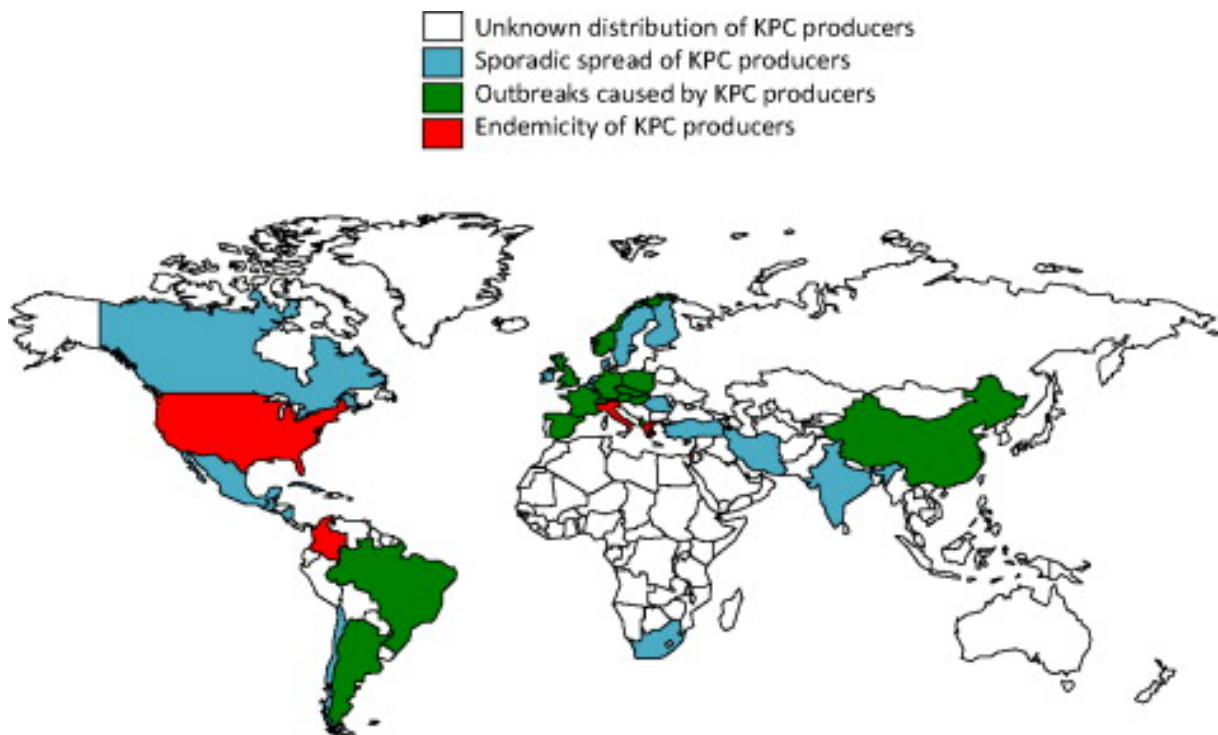 Unknown distribution of KPC producers
Sporadic spread of KPC producers
Outbreaks caused by KPC producers
Endemicity of KPC producers